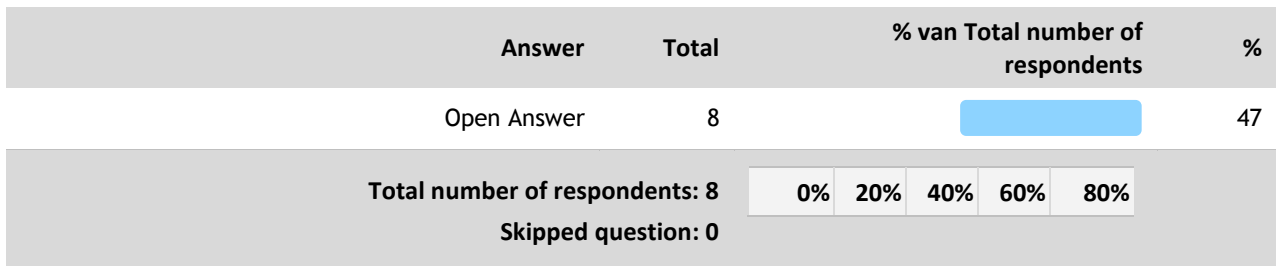 Answer Total % van Total number of
respondents %
Open Answer 8 47
Total number of respondents: 8 0% 20% 40% 60% 80%
Skipped question: 0